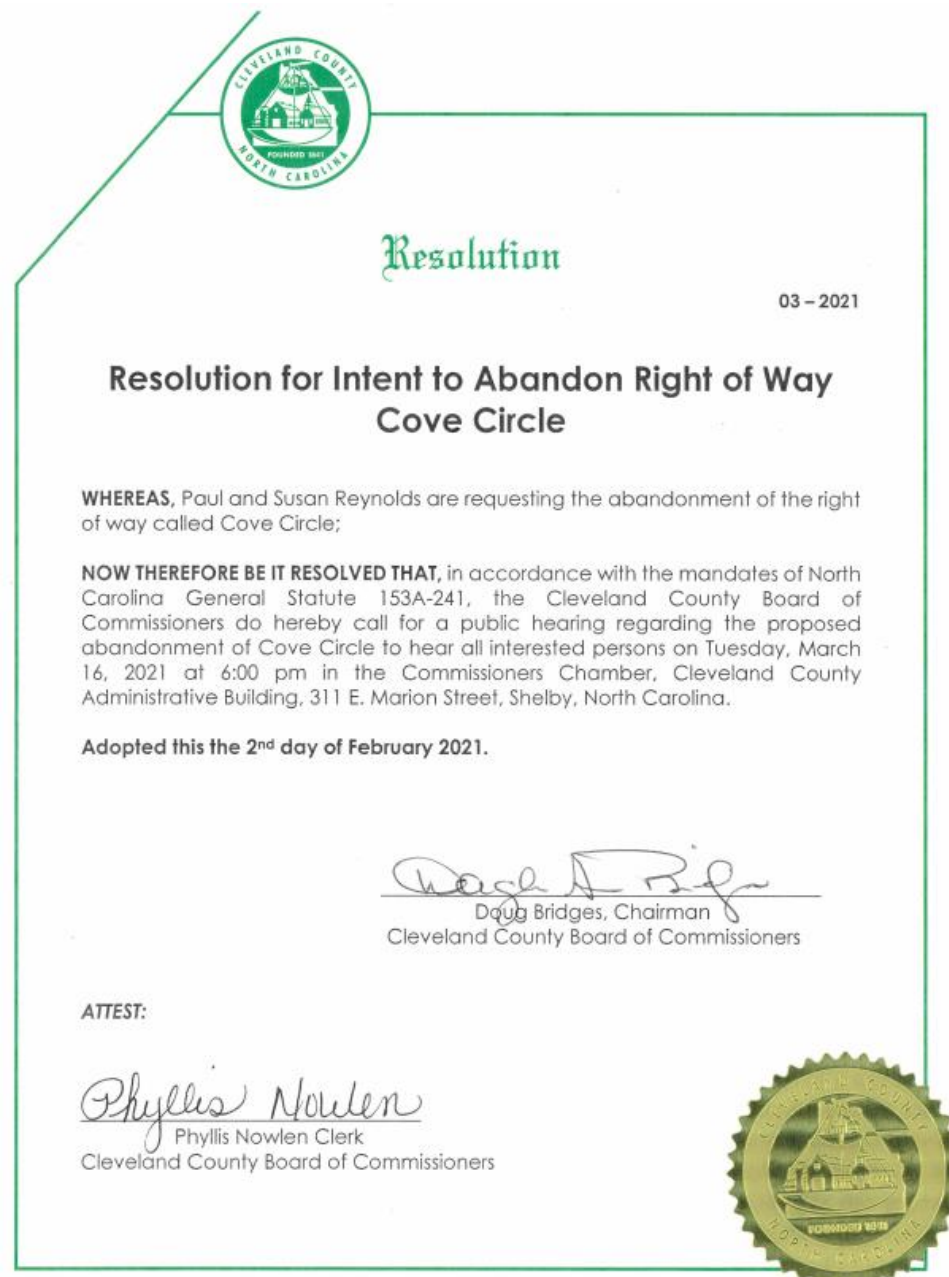 CLEVELAND COUNTY
FOUNDED 1841
NORTH CAROLINA
Resolution
03 – 2021
Resolution for Intent to Abandon Right of Way
Cove Circle
WHEREAS, Paul and Susan Reynolds are requesting the abandonment of the right
of way called Cove Circle;
NOW THEREFORE BE IT RESOLVED THAT, in accordance with the mandates of North
Carolina General Statute 153A-241, the Cleveland County Board of
Commissioners do hereby call for a public hearing regarding the proposed
abandonment of Cove Circle to hear all interested persons on Tuesday, March
16, 2021 at 6:00 pm in the Commissioners Chamber, Cleveland County
Administrative Building, 311 E. Marion Street, Shelby, North Carolina.
Adopted this the 2nd day of February 2021.
Doug Bridges, Chairman
Cleveland County Board of Commissioners
ATTEST:
Phyllis Nowlen
Phyllis Nowlen Clerk
Cleveland County Board of Commissioners
CLEVELAND COUNTY
NORTH CAROLINA